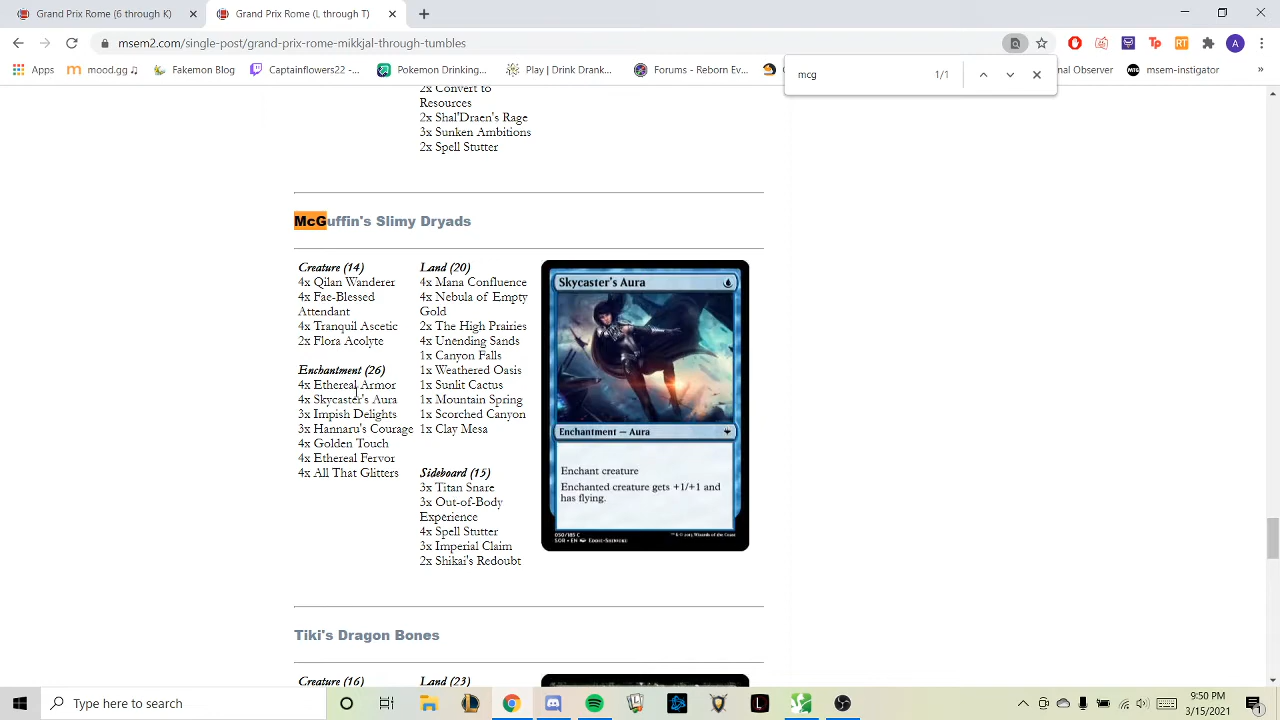 Grand Prix Rome (6 through K)
Grand Prix Rome (L through T)
msem2.com/single-post/grand-prix-rome-mikkjal-through-tumbles
Apps
mood.gg ♫
Fakemon Blog
Captainflowers22 -...
Pokemon Drinking...
Play | Drink Drank...
Forums - Reborn Ev...
nal Observer
msem-instigator
»
mcg
1/1
2x Convert to
Resources
2x Shal'Draen's Rage
3x Sunken Ambitions
2x Spell Stutter
McGuffin's Slimy Dryads
Creature (14)
4x Quin Vinderer
4x Fae-Blessed
Attendant
4x Tranquil Ascetic
2x Flora Acolyte
Enchantment (26)
4x Ethereal Armor
4x Skycaster's Aura
3x Impish Delights
3x Hannaru's Courage
4x Golden Touch
4x Ethereal Fervor
4x All That Glitters
Land (20)
4x Mana Confluence
4x Nebula of Empty
Gold
2x The High Prairies
4x Unending Sands
1x Canyon Falls
1x Weathered Oasis
1x Sunlit Cactus
1x Mountain Spring
1x Scorched Canyon
1x Clay Mesa
Sideboard (15)
3x Titan Snare
3x Out-of-Body
Experience
4x Spell Stutter
3x Imperial Claim
2x Sinkai's Redoubt
Skycaster's Aura
Enchantment — Aura
Enchant creature
Enchanted creature gets +1/+1 and
has flying.
050/185 C
Tiki's Dragon Bones
Creature (16)
Land (23)
Type here to search
9:50 PM
3/15/2021